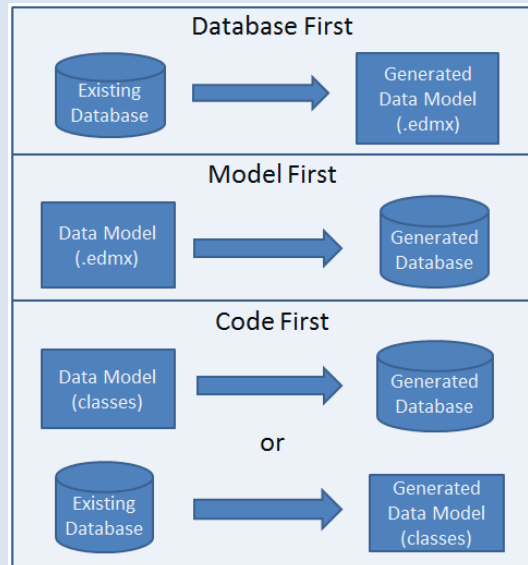 Database First
Existing
Database
Generated
Data Model
(.edmx)
Model First
Data Model
(.edmx)
Generated
Database
Code First
Data Model
(classes)
Generated
Database
or
Existing
Database
Generated
Data Model
(classes)